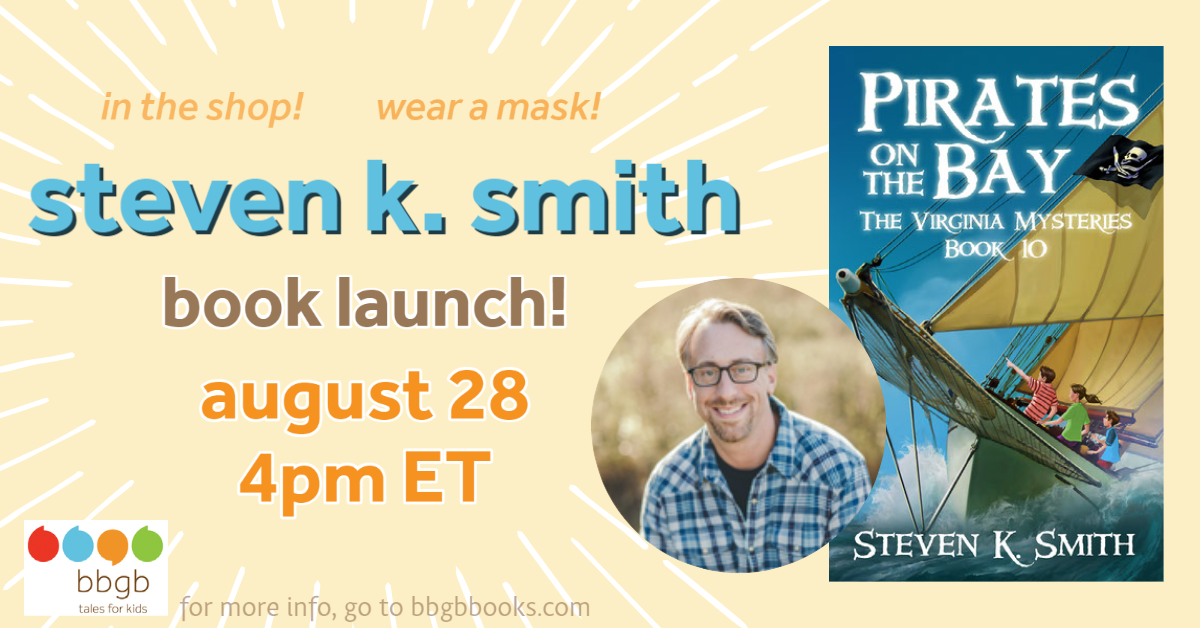 in the shop! wear a mask!
steven k. smith
book launch!
august 28
4pm ET
bbgb
tales for kids
for more info, go to bbgbbooks.com
PIRATES
ON
THE BAY
THE VIRGINIA MYSTERIES
BOOK 10
STEVEN K. SMITH